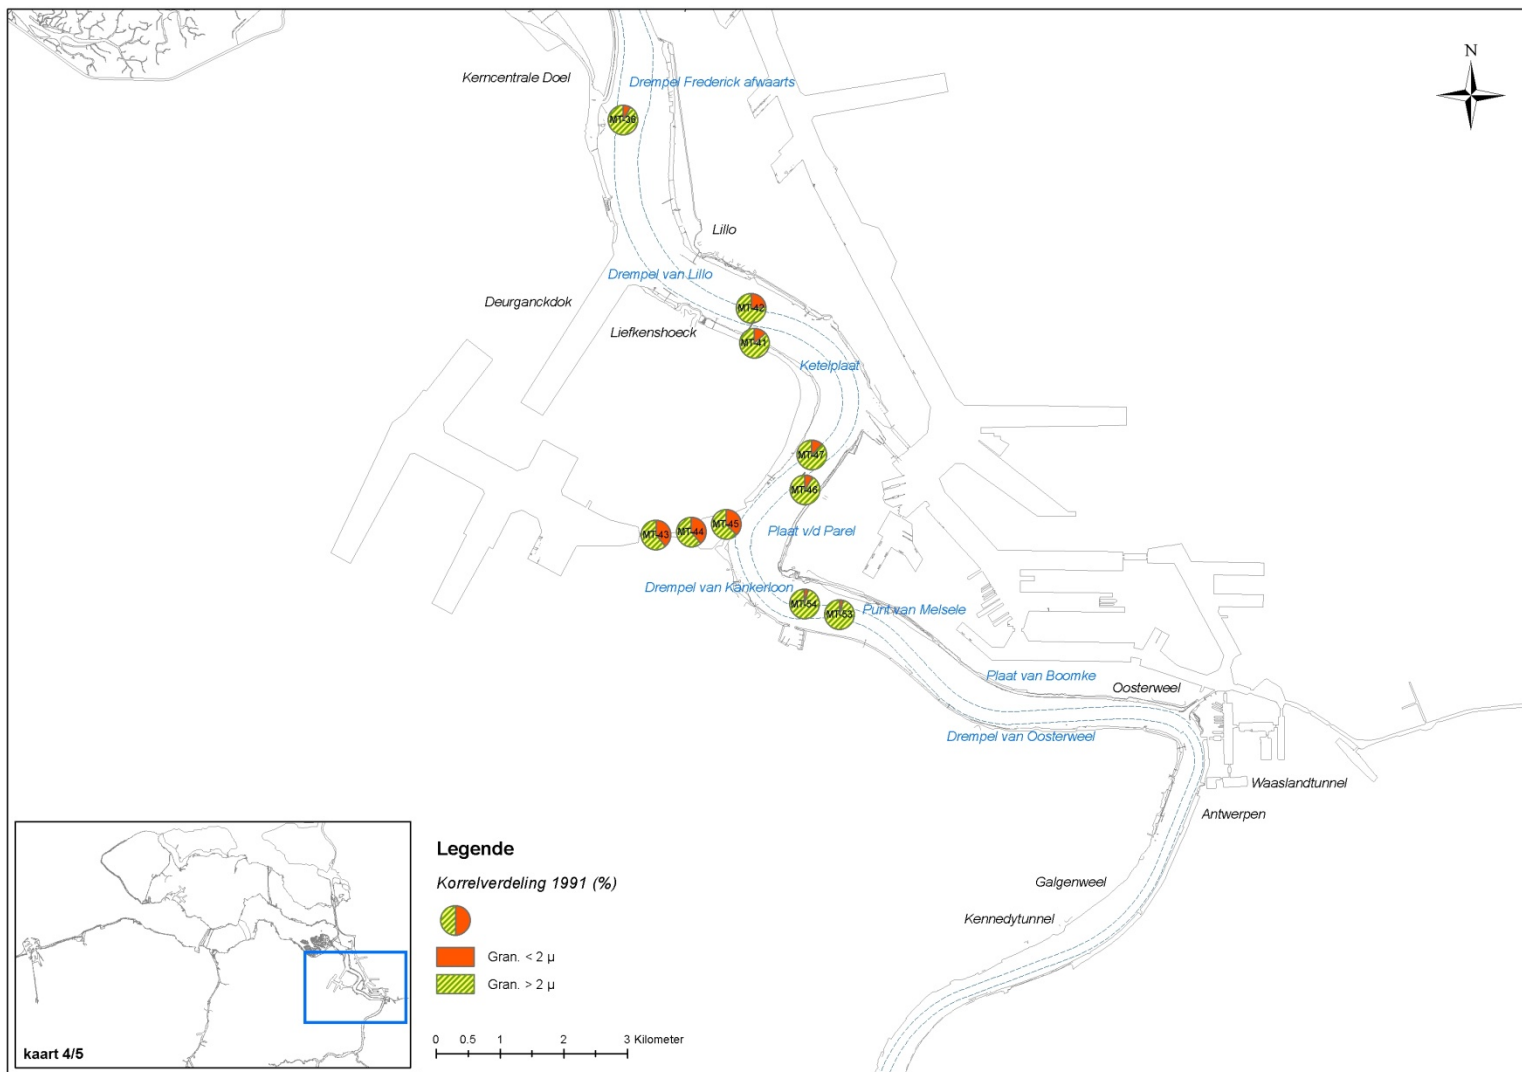 N
Kerncentrale Doel
Drempel Frederick afwaarts
MT-39
Lillo
Drempel van Lillo
Deurganckdok
MT-42
Liefkenshoeck
MT-41
Ketelplaat
MT-47
MT-46
MT-45
MT-44
MT-43
Plaat v/d Parel
Drempel van Kankerloon
MT-54
MT-53
Punt van Melsele
Plaat van Boomke
Oosterweel
Drempel van Oosterweel
Waaslandtunnel
Antwerpen
Galgenweel
Kennedytunnel
Legende
Korrelverdeling 1991 (%)
Gran. < 2 µ
Gran. > 2 µ
0 0.5 1 2 3 Kilometer
kaart 4/5